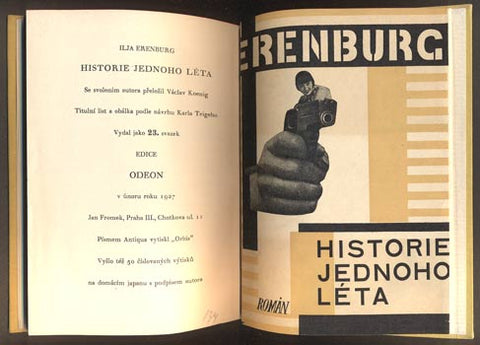 ILJA ERENBURG
HISTORIE JEDNOHO LÉTA
Se svolením autora přeložil Václav Koenig
Titulní list a obálka podle návrhu Karla Teigeho
Vydal jako 23. svazek
EDICE
ODEON
v únoru roku 1927
Jan Fromek, Praha III., Chotkova ul. 11
Písmem Antiqua vytiskl „Orbis“
Vyšlo též 50 číslovaných výtisků
na domácím japanu s podpisem autora
134
ERENBURG
HISTORIE
JEDNOHO
LÉTA
ROMÁN